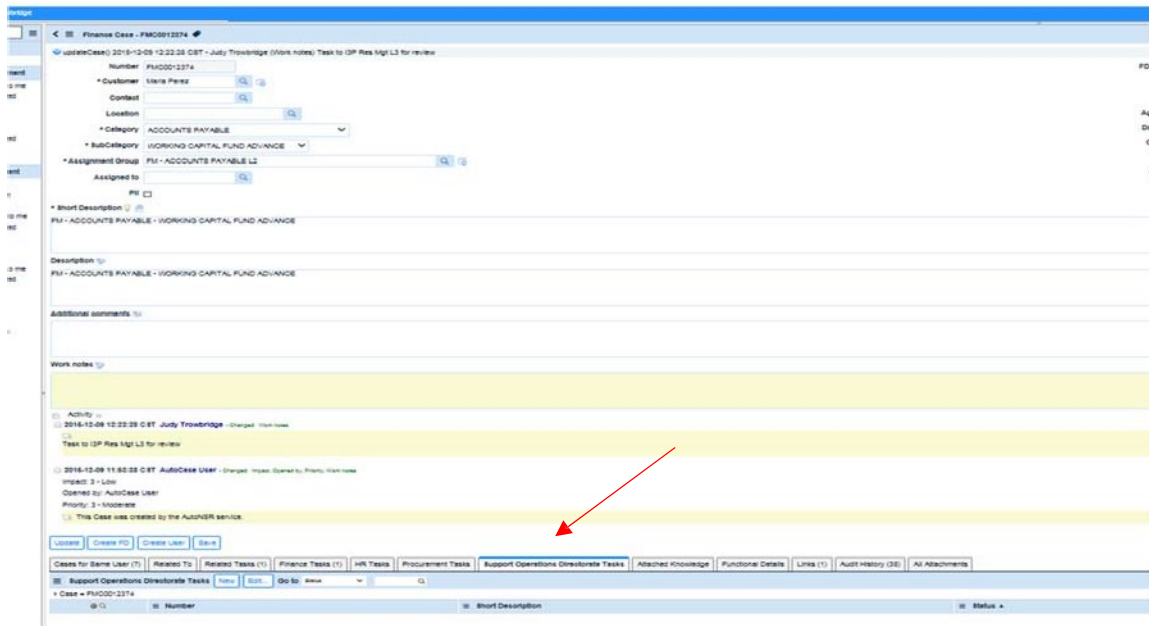 Finance Case - FMC0012374
updateCase() 2016-12-09 12:22:28 CST - Judy Trowbridge (Work notes) Task to I3P Res Mgt L3 for review
Number FMC0012374
* Customer Maria Perez
Contact
Location
* Category ACCOUNTS PAYABLE
* SubCategory WORKING CAPITAL FUND ADVANCE
* Assignment Group FM - ACCOUNTS PAYABLE L2
Assigned to
PII
* Short Description
FM - ACCOUNTS PAYABLE - WORKING CAPITAL FUND ADVANCE
Description
FM - ACCOUNTS PAYABLE - WORKING CAPITAL FUND ADVANCE
Additional comments
Work notes
Activity
2016-12-09 12:22:28 CST Judy Trowbridge - Changed: Work notes
Task to I3P Res Mgt L3 for review
2016-12-09 11:50:28 CST AutoCase User - Changed: Impact, Opened by, Priority, Work notes
Impact: 3 - Low
Opened by: AutoCase User
Priority: 3 - Moderate
This Case was created by the AutoNSR service.
Update Create FD Create User Save
Cases for Same User (7) Related To Related Tasks (1) Finance Tasks (1) HR Tasks Procurement Tasks Support Operations Directorate Tasks Attached Knowledge Functional Details Links (1) Audit History (38) All Attachments
Support Operations Directorate Tasks New Edit... Go to Status
Case = FMC0012374
Number Short Description Status